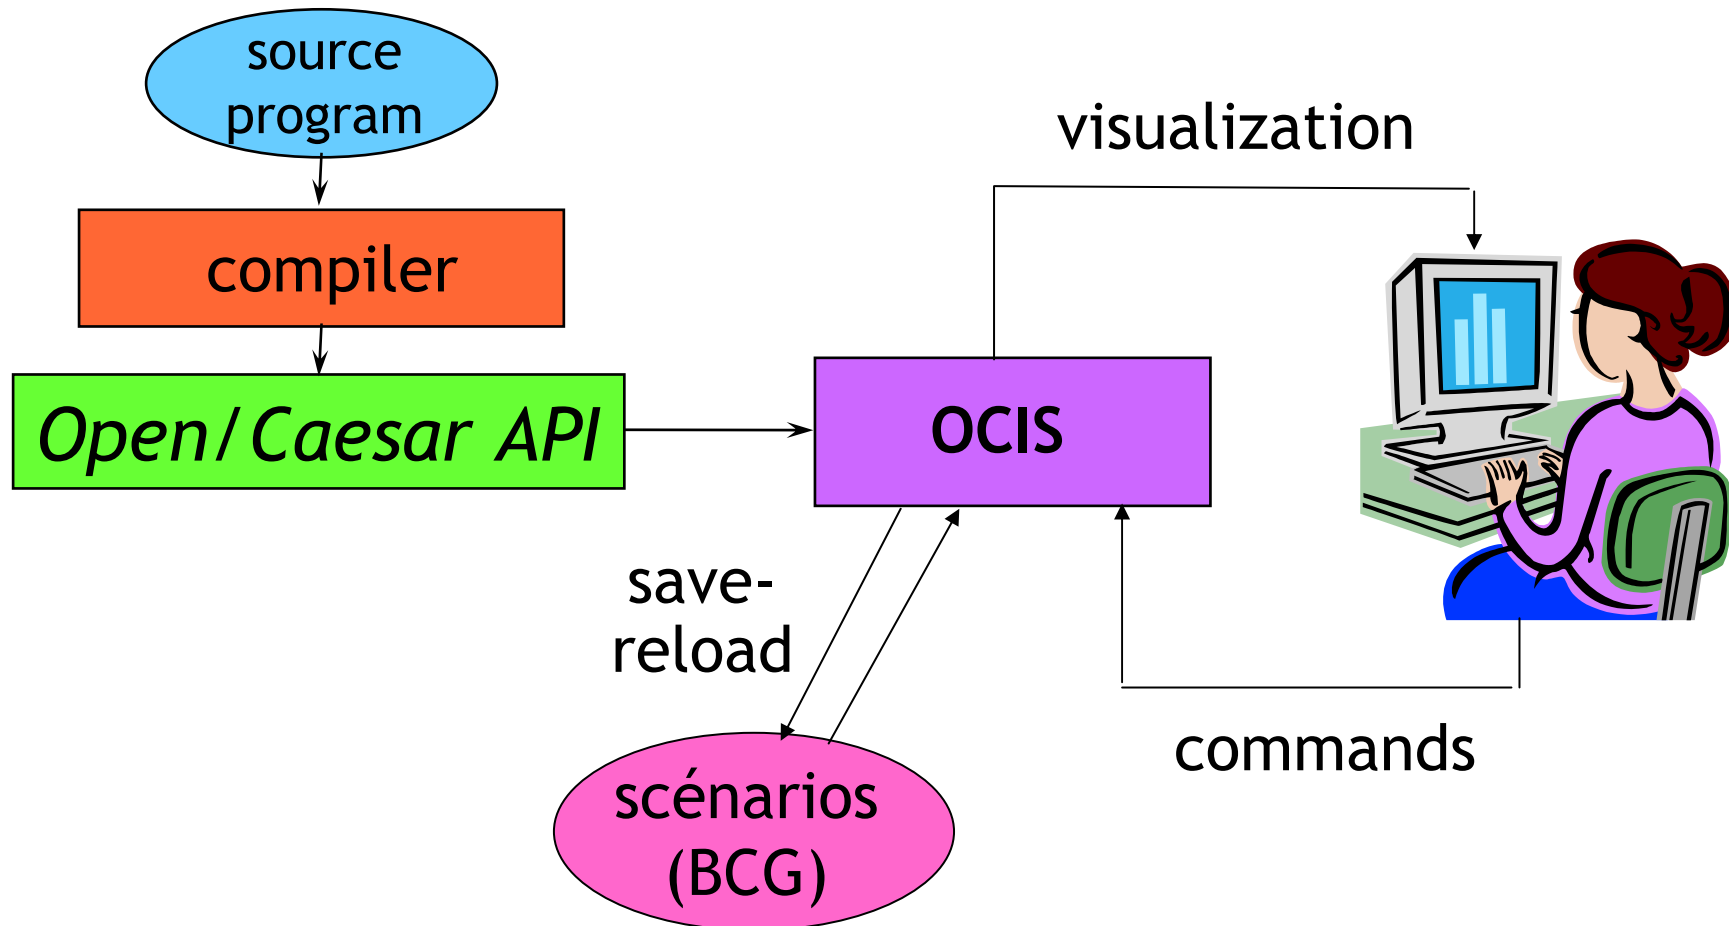 source
program
compiler
Open/Caesar API
OCIS
visualization
save-
reload
commands
scénarios
(BCG)